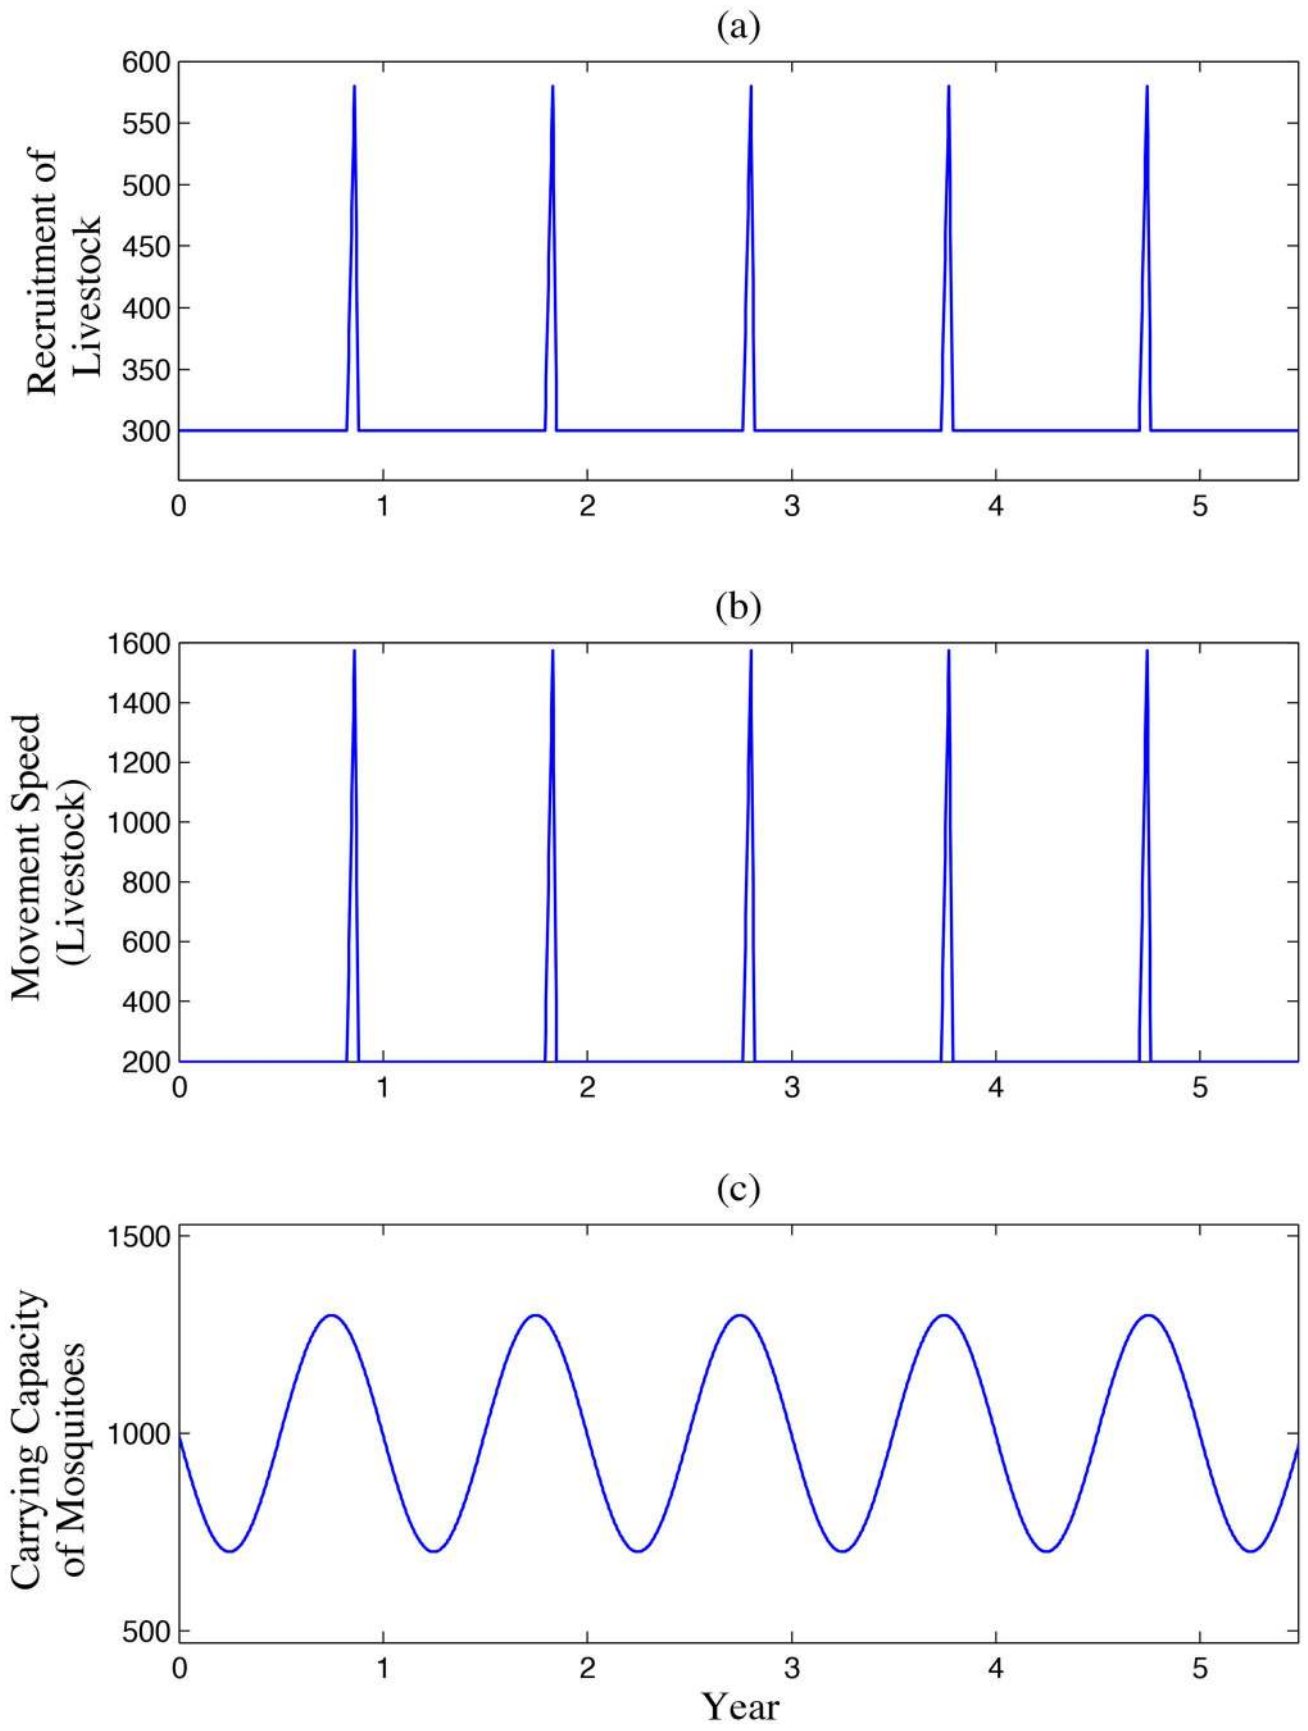 (a)
600
550
500
450
400
350
300
Recruitment of
Livestock
0 1 2 3 4 5
(b)
1600
1400
1200
1000
800
600
400
200
Movement Speed
(Livestock)
0 1 2 3 4 5
(c)
1500
1000
500
Carrying Capacity
of Mosquitoes
0 1 2 3 4 5
Year